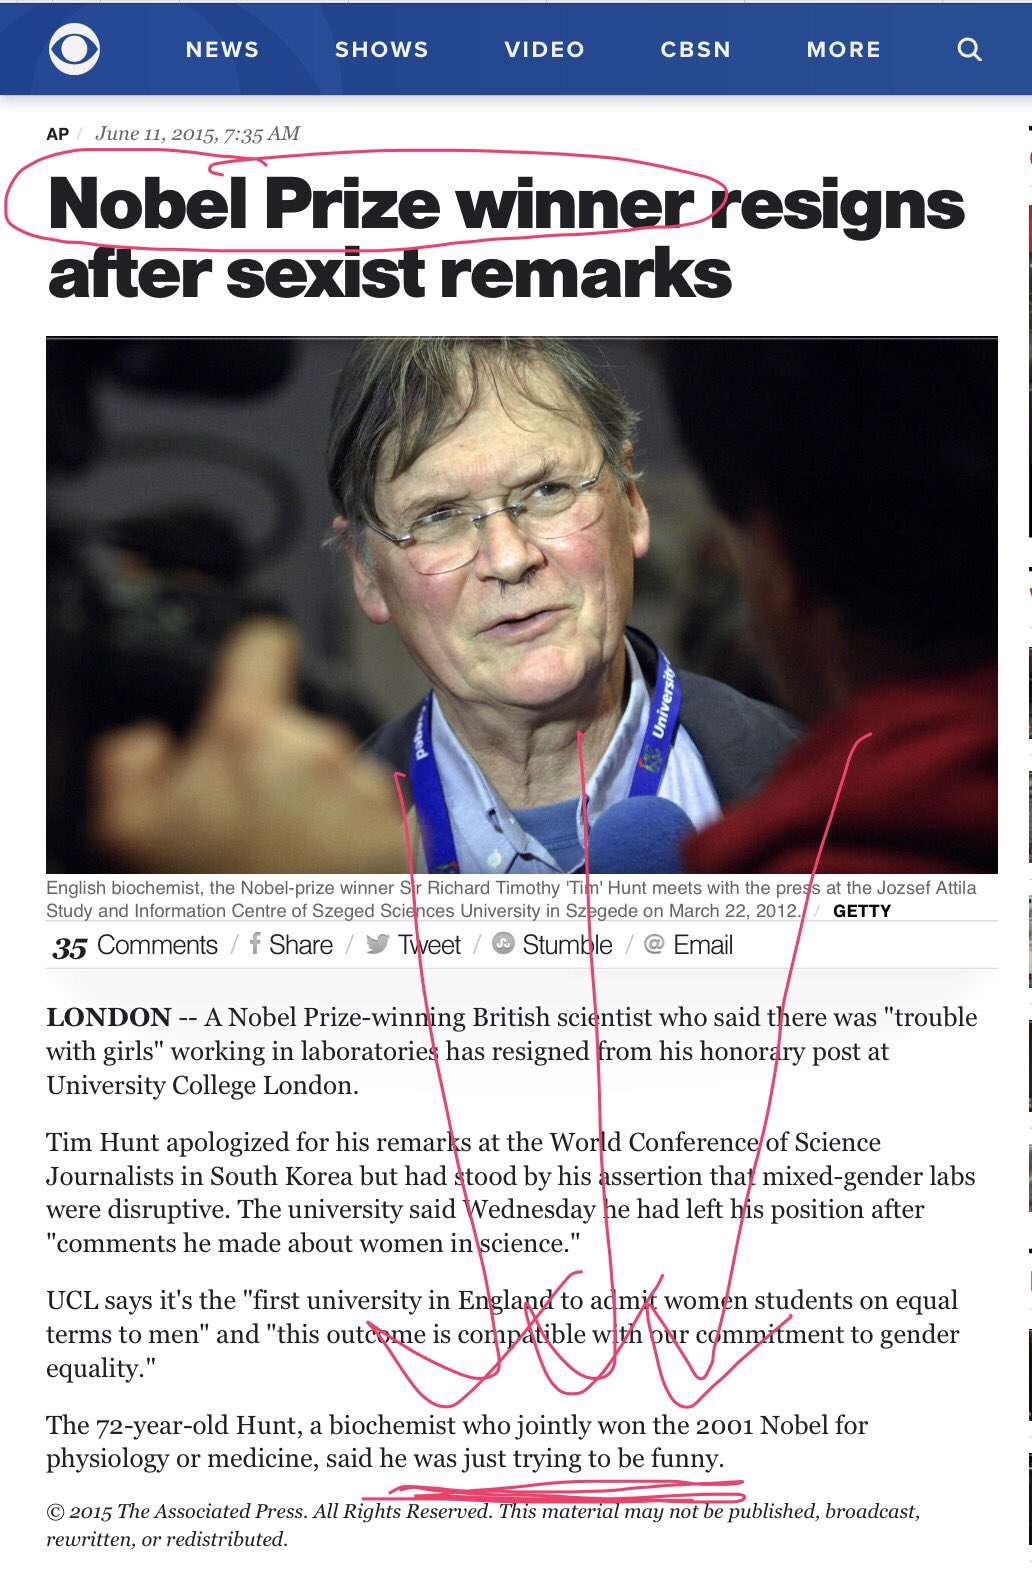 NEWS SHOWS VIDEO CBSN MORE
AP / June 11, 2015, 7:35 AM
Nobel Prize winner resigns
after sexist remarks
University
English biochemist, the Nobel-prize winner Sir Richard Timothy 'Tim' Hunt meets with the press at the Jozsef Attila
Study and Information Centre of Szeged Sciences University in Szegede on March 22, 2012. / GETTY
35 Comments / Share / Tweet / Stumble / @ Email
LONDON -- A Nobel Prize-winning British scientist who said there was "trouble
with girls" working in laboratories has resigned from his honorary post at
University College London.
Tim Hunt apologized for his remarks at the World Conference of Science
Journalists in South Korea but had stood by his assertion that mixed-gender labs
were disruptive. The university said Wednesday he had left his position after
"comments he made about women in science."
UCL says it's the "first university in England to admit women students on equal
terms to men" and "this outcome is compatible with our commitment to gender
equality."
The 72-year-old Hunt, a biochemist who jointly won the 2001 Nobel for
physiology or medicine, said he was just trying to be funny.
© 2015 The Associated Press. All Rights Reserved. This material may not be published, broadcast,
rewritten, or redistributed.